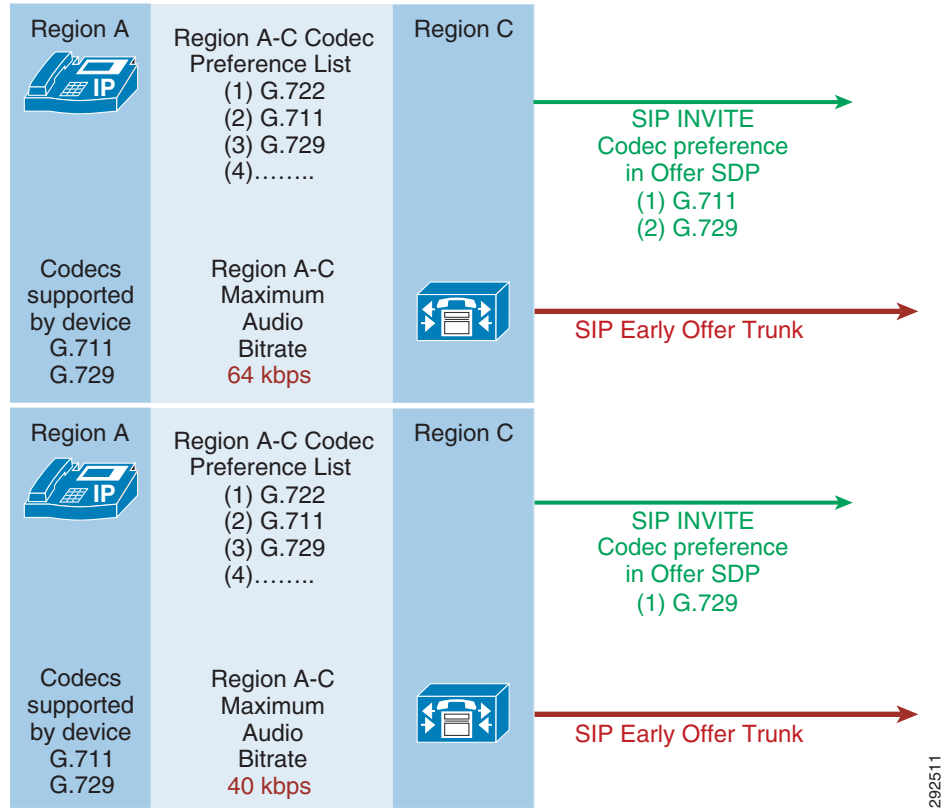 Region A
IP
Region A-C Codec
Preference List
(1) G.722
(2) G.711
(3) G.729
(4)........
Region C
SIP INVITE
Codec preference
in Offer SDP
(1) G.711
(2) G.729
Codecs
supported
by device
G.711
G.729
Region A-C
Maximum
Audio
Bitrate
64 kbps
SIP Early Offer Trunk
Region A
IP
Region A-C Codec
Preference List
(1) G.722
(2) G.711
(3) G.729
(4)........
Region C
SIP INVITE
Codec preference
in Offer SDP
(1) G.729
Codecs
supported
by device
G.711
G.729
Region A-C
Maximum
Audio
Bitrate
40 kbps
SIP Early Offer Trunk
292511